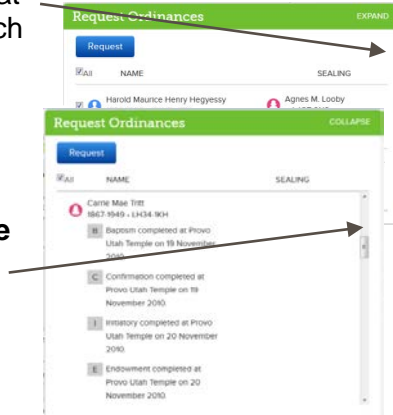 at
ch
Request Ordinances EXPAND
Request
All NAME SEALING
Harold Maurice Henry Hegyessy Agnes M. Looby
Request Ordinances COLLAPSE
Request
All NAME SEALING
Carrie Mae Tritt
1867-1949 • LH34-1KH
B Baptism completed at
Provo
Utah Temple on 19 November
2010.
C Confirmation completed at
Provo Utah Temple on 19
November 2010.
I Initiatory completed at Provo
Utah Temple on 20 November
2010.
E Endowment completed at
Provo Utah Temple on 20
November 2010.
e